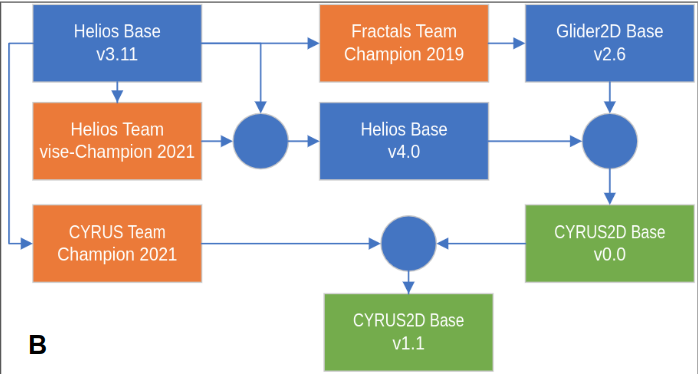 Helios Base
v3.11
Fractals Team
Champion 2019
Glider2D Base
v2.6
Helios Team
vise-Champion 2021
Helios Base
v4.0
CYRUS Team
Champion 2021
CYRUS2D Base
v0.0
CYRUS2D Base
v1.1
B